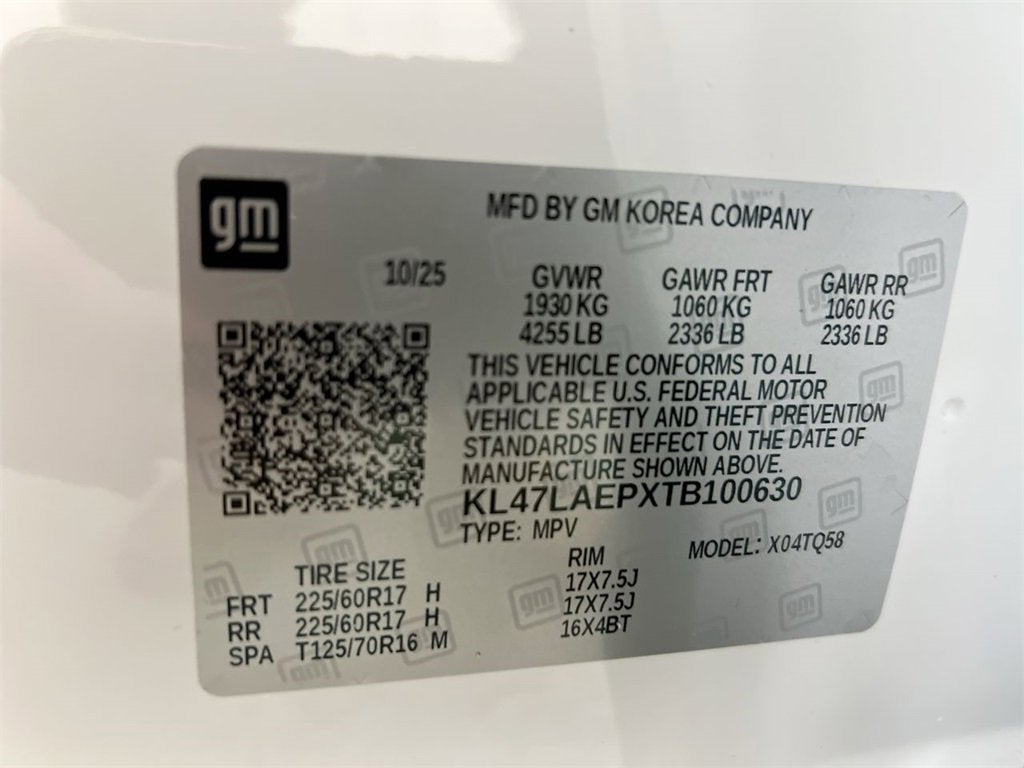 gm
MFD BY GM KOREA COMPANY
10/25
GVWR GAWR FRT GAWR RR
1930 KG 1060 KG 1060 KG
4255 LB 2336 LB 2336 LB
THIS VEHICLE CONFORMS TO ALL
APPLICABLE U.S. FEDERAL MOTOR
VEHICLE SAFETY AND THEFT PREVENTION
STANDARDS IN EFFECT ON THE DATE OF
MANUFACTURE SHOWN ABOVE.
KL47LAEPXTB100630
TYPE: MPV MODEL: X04TQ58
TIRE SIZE RIM
FRT 225/60R17 H 17X7.5J
RR 225/60R17 H 17X7.5J
SPA T125/70R16 M 16X4BT